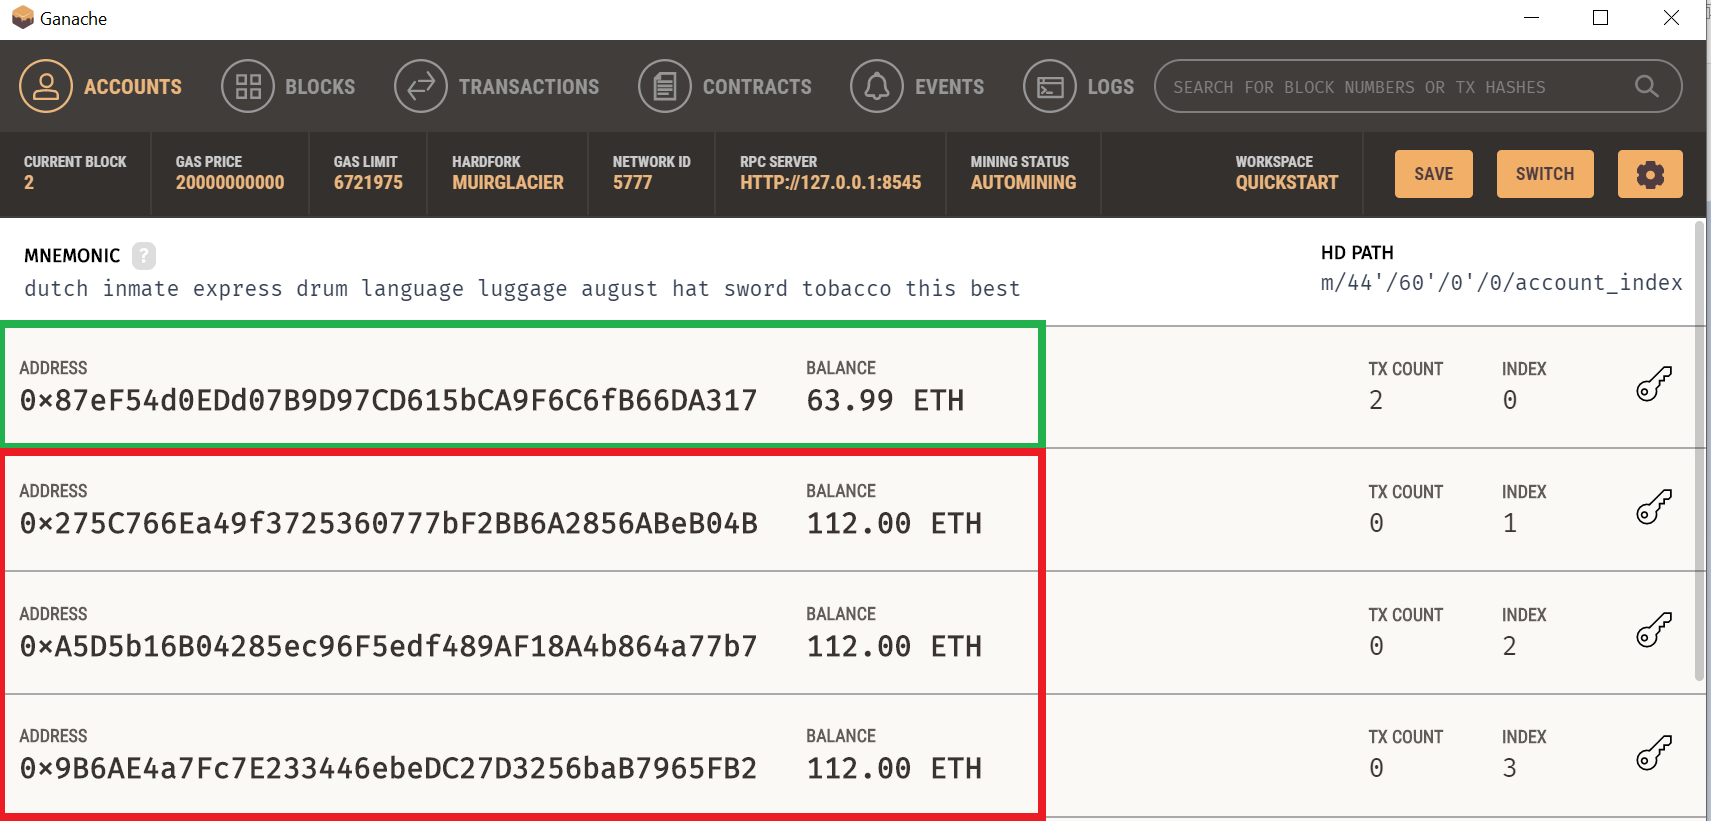 Ganache
ACCOUNTS BLOCKS TRANSACTIONS CONTRACTS EVENTS LOGS SEARCH FOR BLOCK NUMBERS OR TX HASHES
CURRENT BLOCK GAS PRICE GAS LIMIT HARDFORK NETWORK ID RPC SERVER MINING STATUS WORKSPACE
2 20000000000 6721975 MUIRGLACIER 5777 HTTP://127.0.0.1:8545 AUTOMINING QUICKSTART SAVE SWITCH
MNEMONIC ? HD PATH
dutch inmate express drum language luggage august hat sword tobacco this best m/44'/60'/0'/0/account_index
ADDRESS BALANCE TX COUNT INDEX
0×87eF54d0EDd07B9D97CD615bCA9F6C6fB66DA317 63.99 ETH 2 0
ADDRESS BALANCE TX COUNT INDEX
0×275C766Ea49f3725360777bF2BB6A2856ABeB04B 112.00 ETH 0 1
ADDRESS BALANCE TX COUNT INDEX
0×A5D5b16B04285ec96F5edf489AF18A4b864a77b7 112.00 ETH 0 2
ADDRESS BALANCE TX COUNT INDEX
0×9B6AE4a7Fc7E233446ebeDC27D3256baB7965FB2 112.00 ETH 0 3